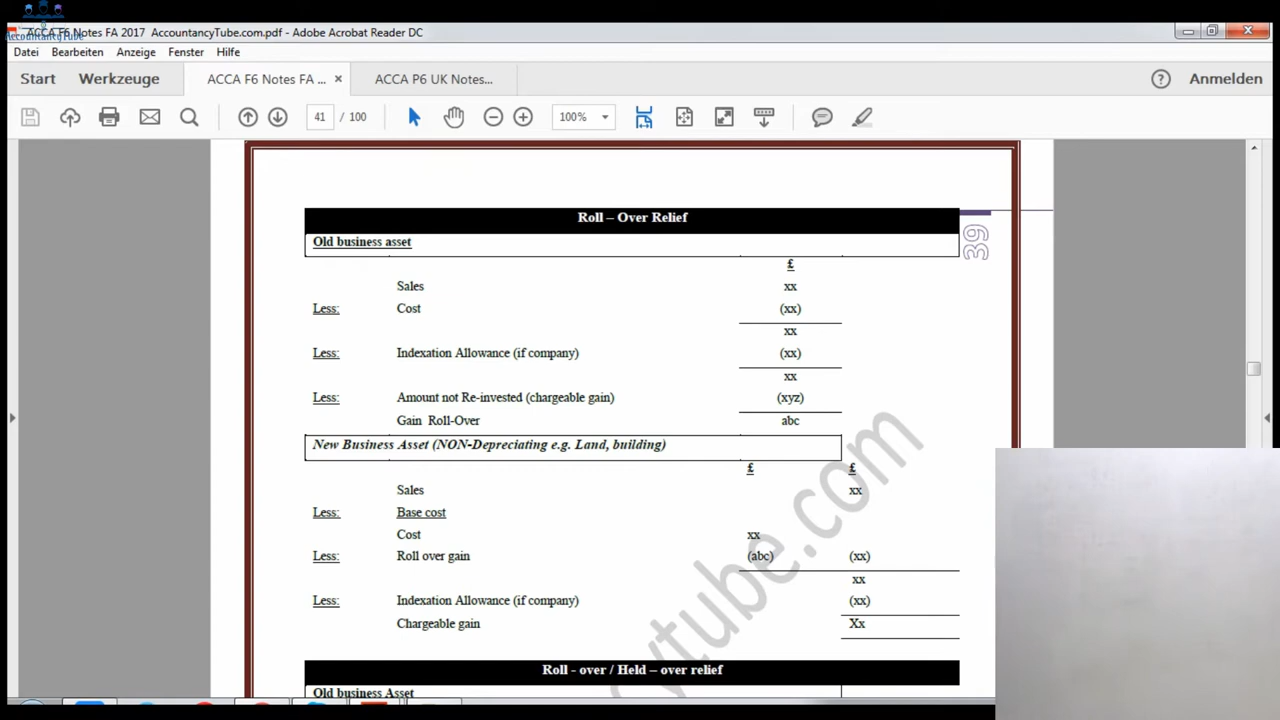 AccountancyTube
ACCA F6 Notes FA 2017 AccountancyTube.com.pdf - Adobe Acrobat Reader DC
Datei Bearbeiten Anzeige Fenster Hilfe
Start Werkzeuge ACCA F6 Notes FA ... × ACCA P6 UK Notes... ? Anmelden
41 / 100 100%
Roll – Over Relief
39
Old business asset
£
Sales xx
Less: Cost (xx)
xx
Less: Indexation Allowance (if company) (xx)
xx
Less: Amount not Re-invested (chargeable gain) (xyz)
Gain Roll-Over abc
New Business Asset (NON-Depreciating e.g. Land, building)
£ £
Sales xx
Less: Base cost
Cost xx
Less: Roll over gain (abc) (xx)
xx
Less: Indexation Allowance (if company) (xx)
Chargeable gain Xx
ytube.com
Roll - over / Held – over relief
Old business Asset